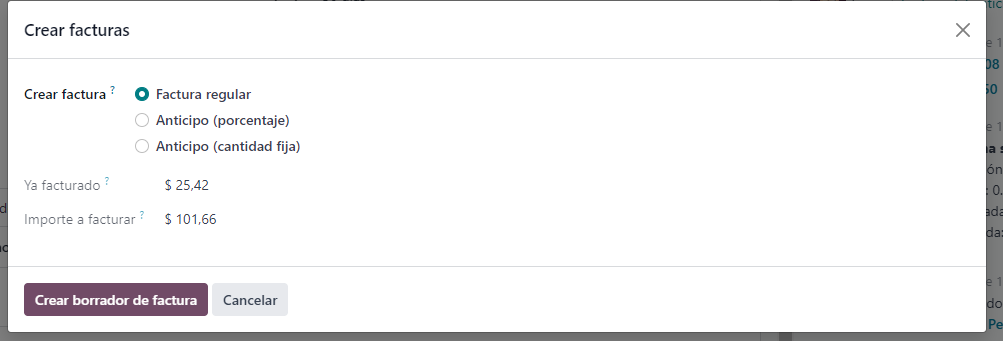 Crear facturas
Crear factura ?
Factura regular
Anticipo (porcentaje)
Anticipo (cantidad fija)
Ya facturado ? $ 25,42
Importe a facturar ? $ 101,66
Crear borrador de factura Cancelar